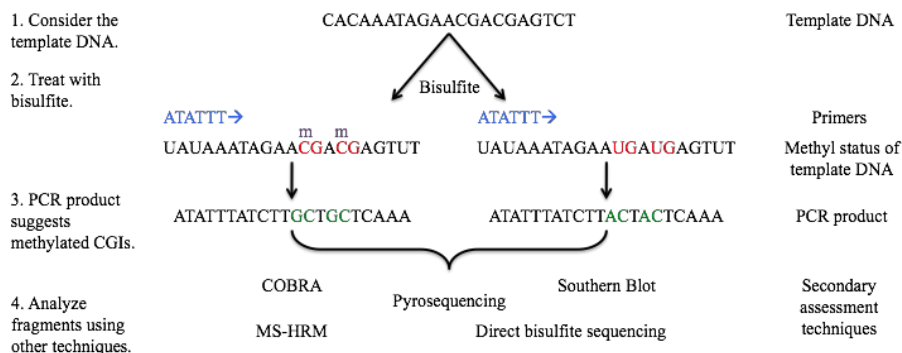 1. Consider the
template DNA.
CACAAATAGAACGACGAGTCT
Template DNA
2. Treat with
bisulfite.
Bisulfite
ATATTT→
ATATTT→
Primers
m m
UAUAAATAGAACGACGAGTUT
UAUAAATAGAAUGAUGAGTUT
Methyl status of
template DNA
3. PCR product
suggests
methylated CGIs.
ATATTTATCTTGCTGCTCAAA
ATATTTATCTTACTACTCAAA
PCR product
4. Analyze
fragments using
other techniques.
COBRA
Southern Blot
Pyrosequencing
MS-HRM
Direct bisulfite sequencing
Secondary
assessment
techniques